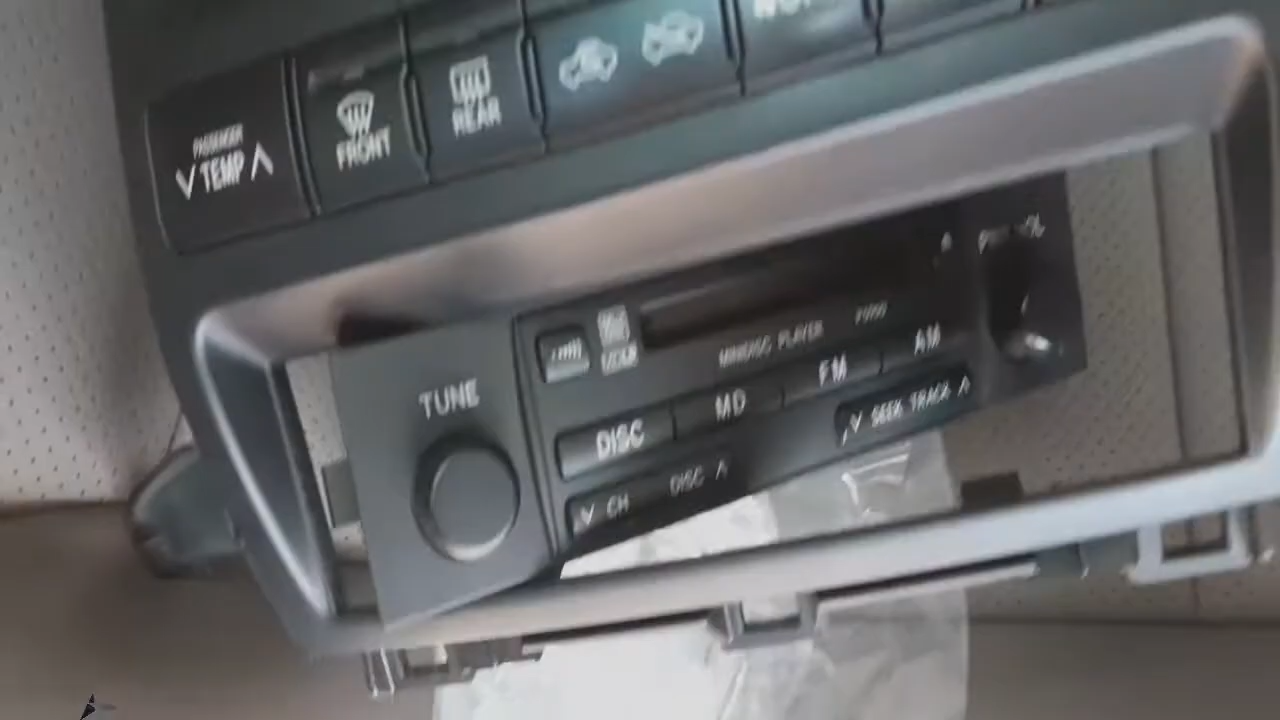 PASSENGER
∨ TEMP ∧
FRONT
REAR
TUNE
MINIDISC PLAYER
DISC
MD
FM
AM
∨ SEEK TRACK ∧
∨ CH DISC ∧